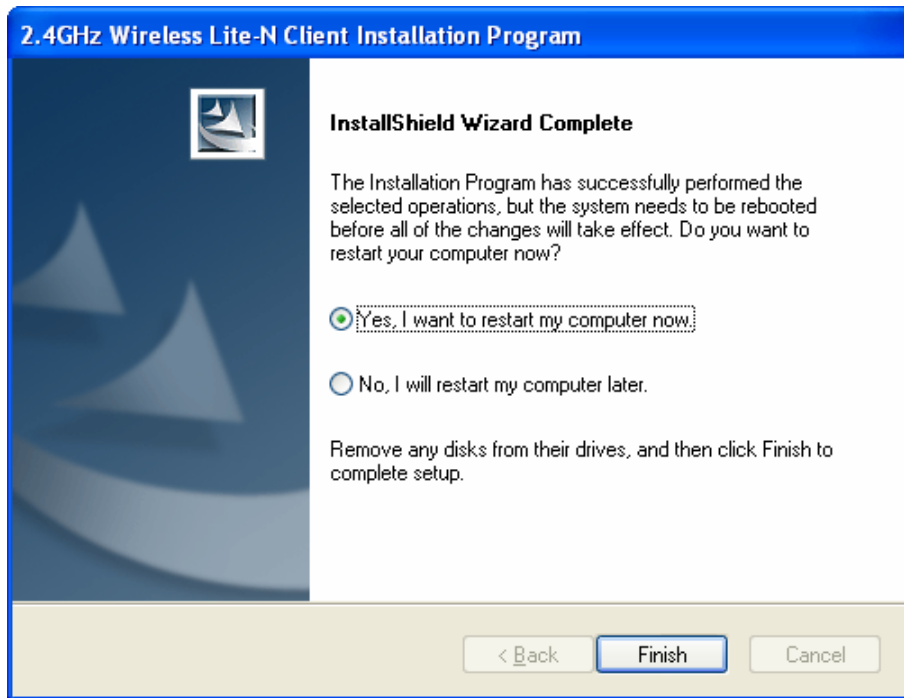 2.4GHz Wireless Lite-N Client Installation Program
InstallShield Wizard Complete
The Installation Program has successfully performed the
selected operations, but the system needs to be rebooted
before all of the changes will take effect. Do you want to
restart your computer now?
Yes, I want to restart my computer now.
No, I will restart my computer later.
Remove any disks from their drives, and then click Finish to
complete setup.
< Back
Finish
Cancel